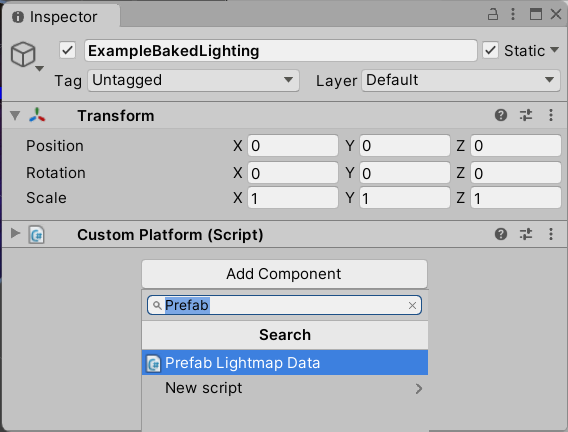 Inspector
ExampleBakedLighting
Static
Tag Untagged Layer Default
Transform
Position X 0 Y 0 Z 0
Rotation X 0 Y 0 Z 0
Scale X 1 Y 1 Z 1
Custom Platform (Script)
Add Component
Prefab
Search
Prefab Lightmap Data
New script